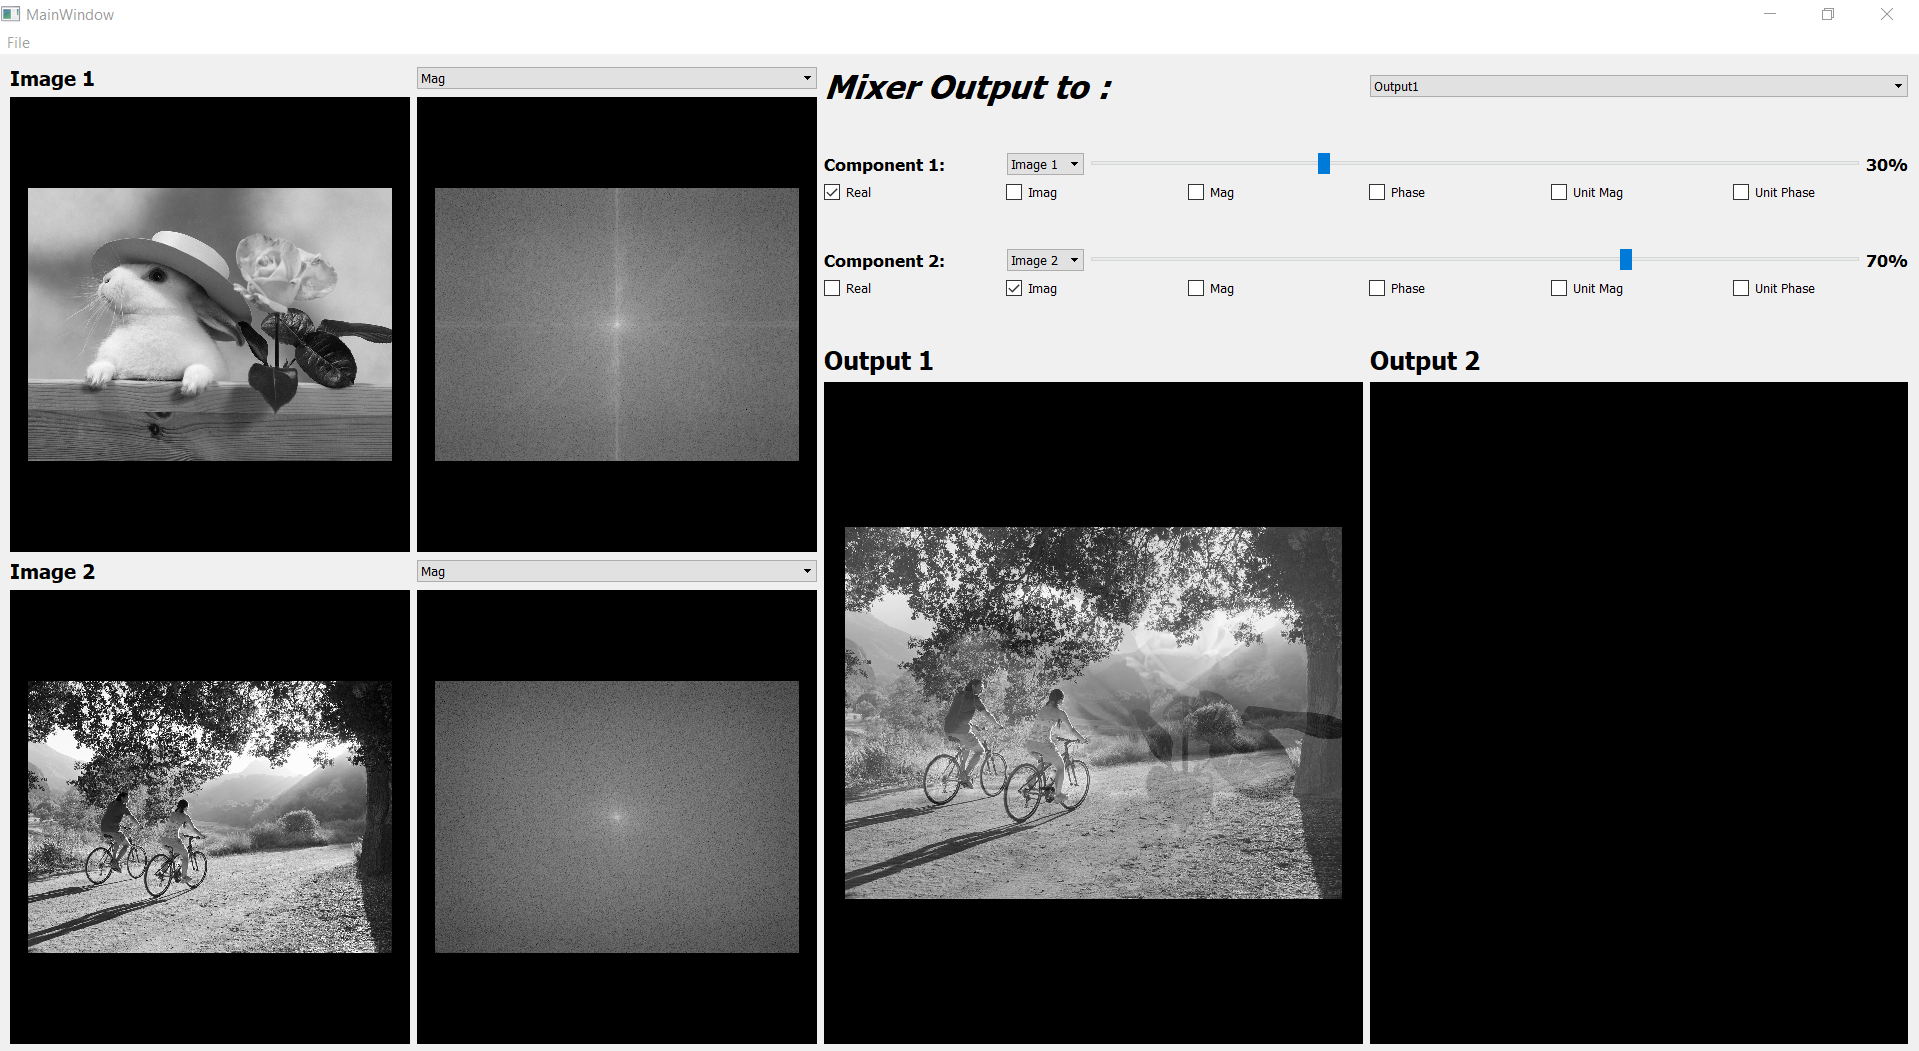 MainWindow
File
Image 1
Mag
Mixer Output to :
Output1
Component 1:
Image 1
30%
Real
Imag
Mag
Phase
Unit Mag
Unit Phase
Component 2:
Image 2
70%
Real
Imag
Mag
Phase
Unit Mag
Unit Phase
Output 1
Output 2
Image 2
Mag